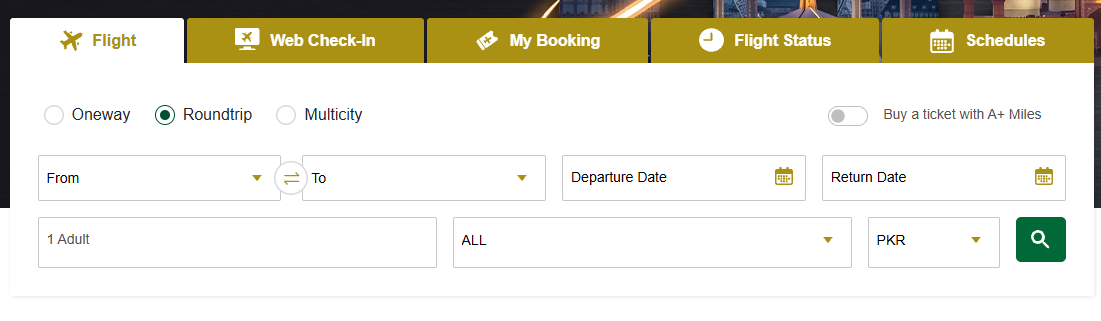 Flight Web Check-In My Booking Flight Status Schedules
Oneway Roundtrip Multicity Buy a ticket with A+ Miles
From To Departure Date Return Date
1 Adult ALL PKR